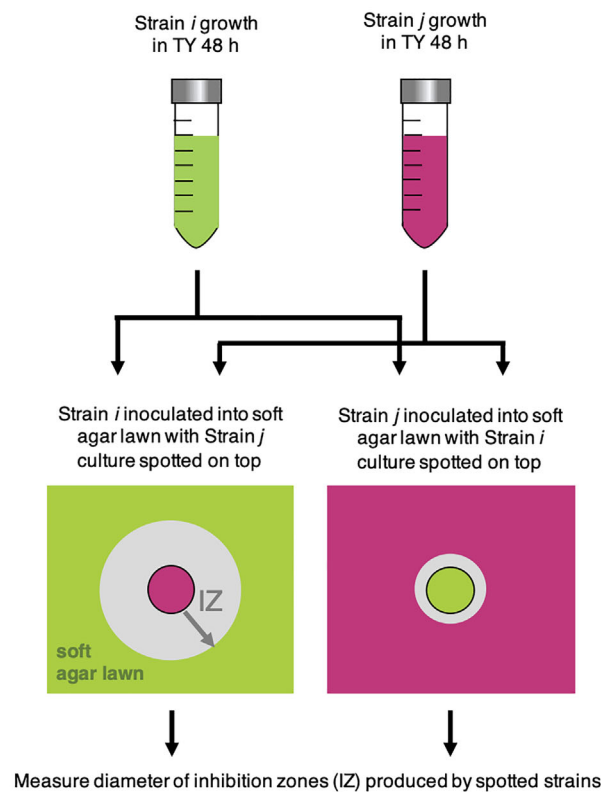 Strain i growth
in TY 48 h
Strain j growth
in TY 48 h
Strain i inoculated into soft
agar lawn with Strain j
culture spotted on top
Strain j inoculated into soft
agar lawn with Strain i
culture spotted on top
IZ
soft
agar lawn
Measure diameter of inhibition zones (IZ) produced by spotted strains